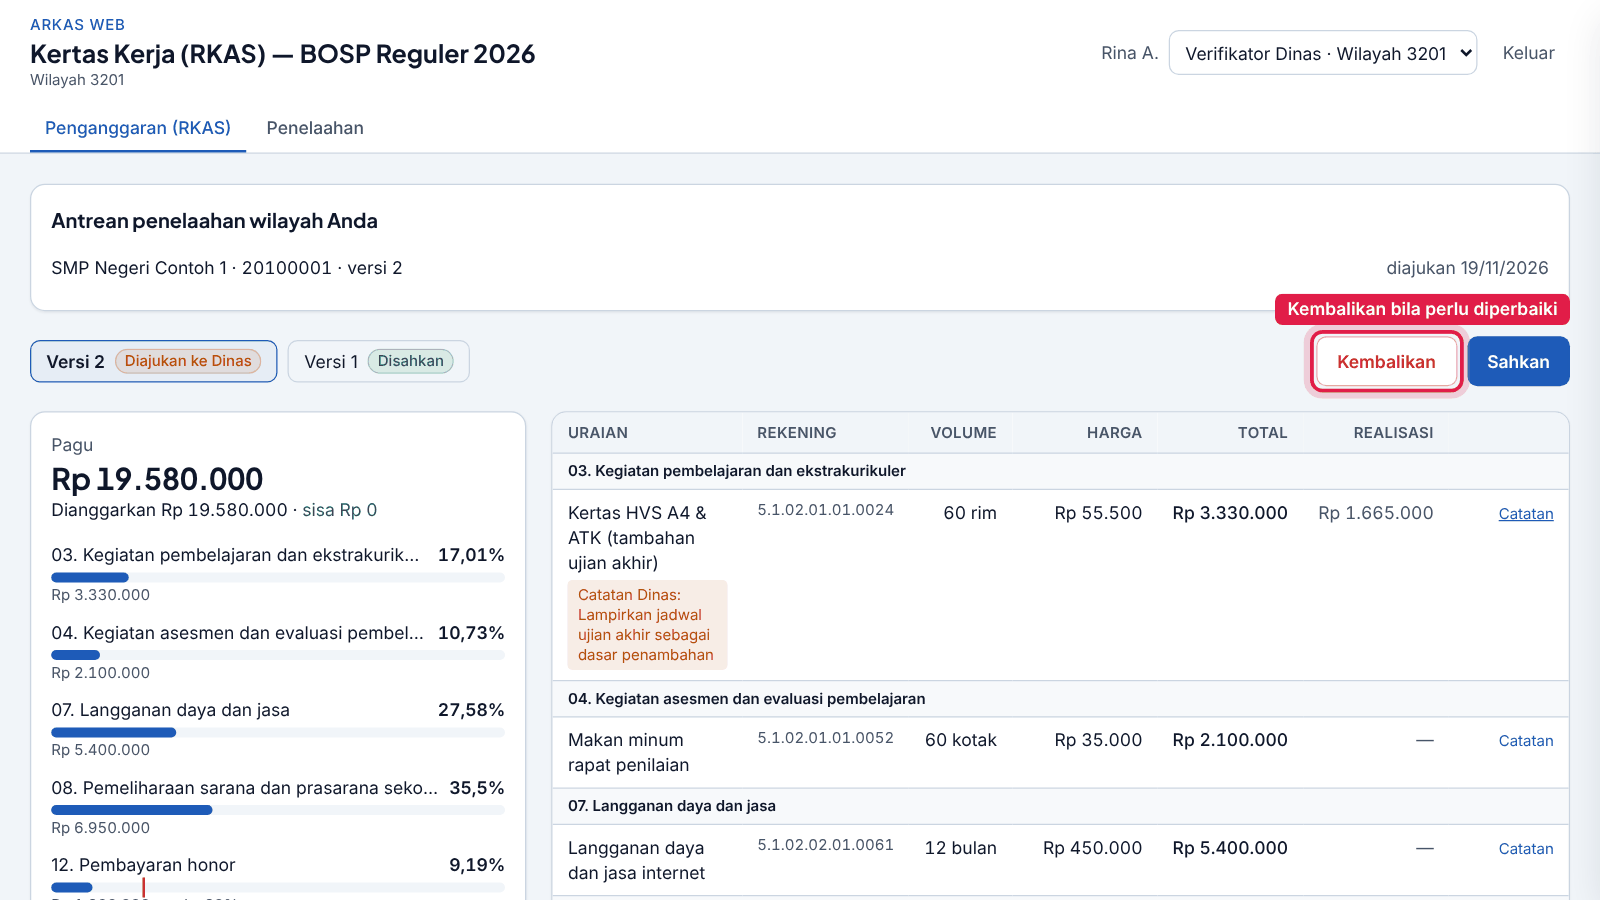 ARKAS WEB
Kertas Kerja (RKAS) — BOSP Reguler 2026
Wilayah 3201
Rina A.
Verifikator Dinas · Wilayah 3201
Keluar
Penganggaran (RKAS)
Penelaahan
Antrean penelaahan wilayah Anda
SMP Negeri Contoh 1 · 20100001 · versi 2
diajukan 19/11/2026
Kembalikan bila perlu diperbaiki
Versi 2 Diajukan ke Dinas
Versi 1 Disahkan
Kembalikan
Sahkan
Pagu
Rp 19.580.000
Dianggarkan Rp 19.580.000 · sisa Rp 0
03. Kegiatan pembelajaran dan ekstrakurik... 17,01%
Rp 3.330.000
04. Kegiatan asesmen dan evaluasi pembel... 10,73%
Rp 2.100.000
07. Langganan daya dan jasa 27,58%
Rp 5.400.000
08. Pemeliharaan sarana dan prasarana seko... 35,5%
Rp 6.950.000
12. Pembayaran honor 9,19%
URAIAN REKENING VOLUME HARGA TOTAL REALISASI
03. Kegiatan pembelajaran dan ekstrakurikuler
Kertas HVS A4 & 5.1.02.01.01.0024 60 rim Rp 55.500 Rp 3.330.000 Rp 1.665.000 Catatan
ATK (tambahan
ujian akhir)
Catatan Dinas:
Lampirkan jadwal
ujian akhir sebagai
dasar penambahan
04. Kegiatan asesmen dan evaluasi pembelajaran
Makan minum 5.1.02.01.01.0052 60 kotak Rp 35.000 Rp 2.100.000 — Catatan
rapat penilaian
07. Langganan daya dan jasa
Langganan daya 5.1.02.01.01.0061 12 bulan Rp 450.000 Rp 5.400.000 — Catatan
dan jasa internet